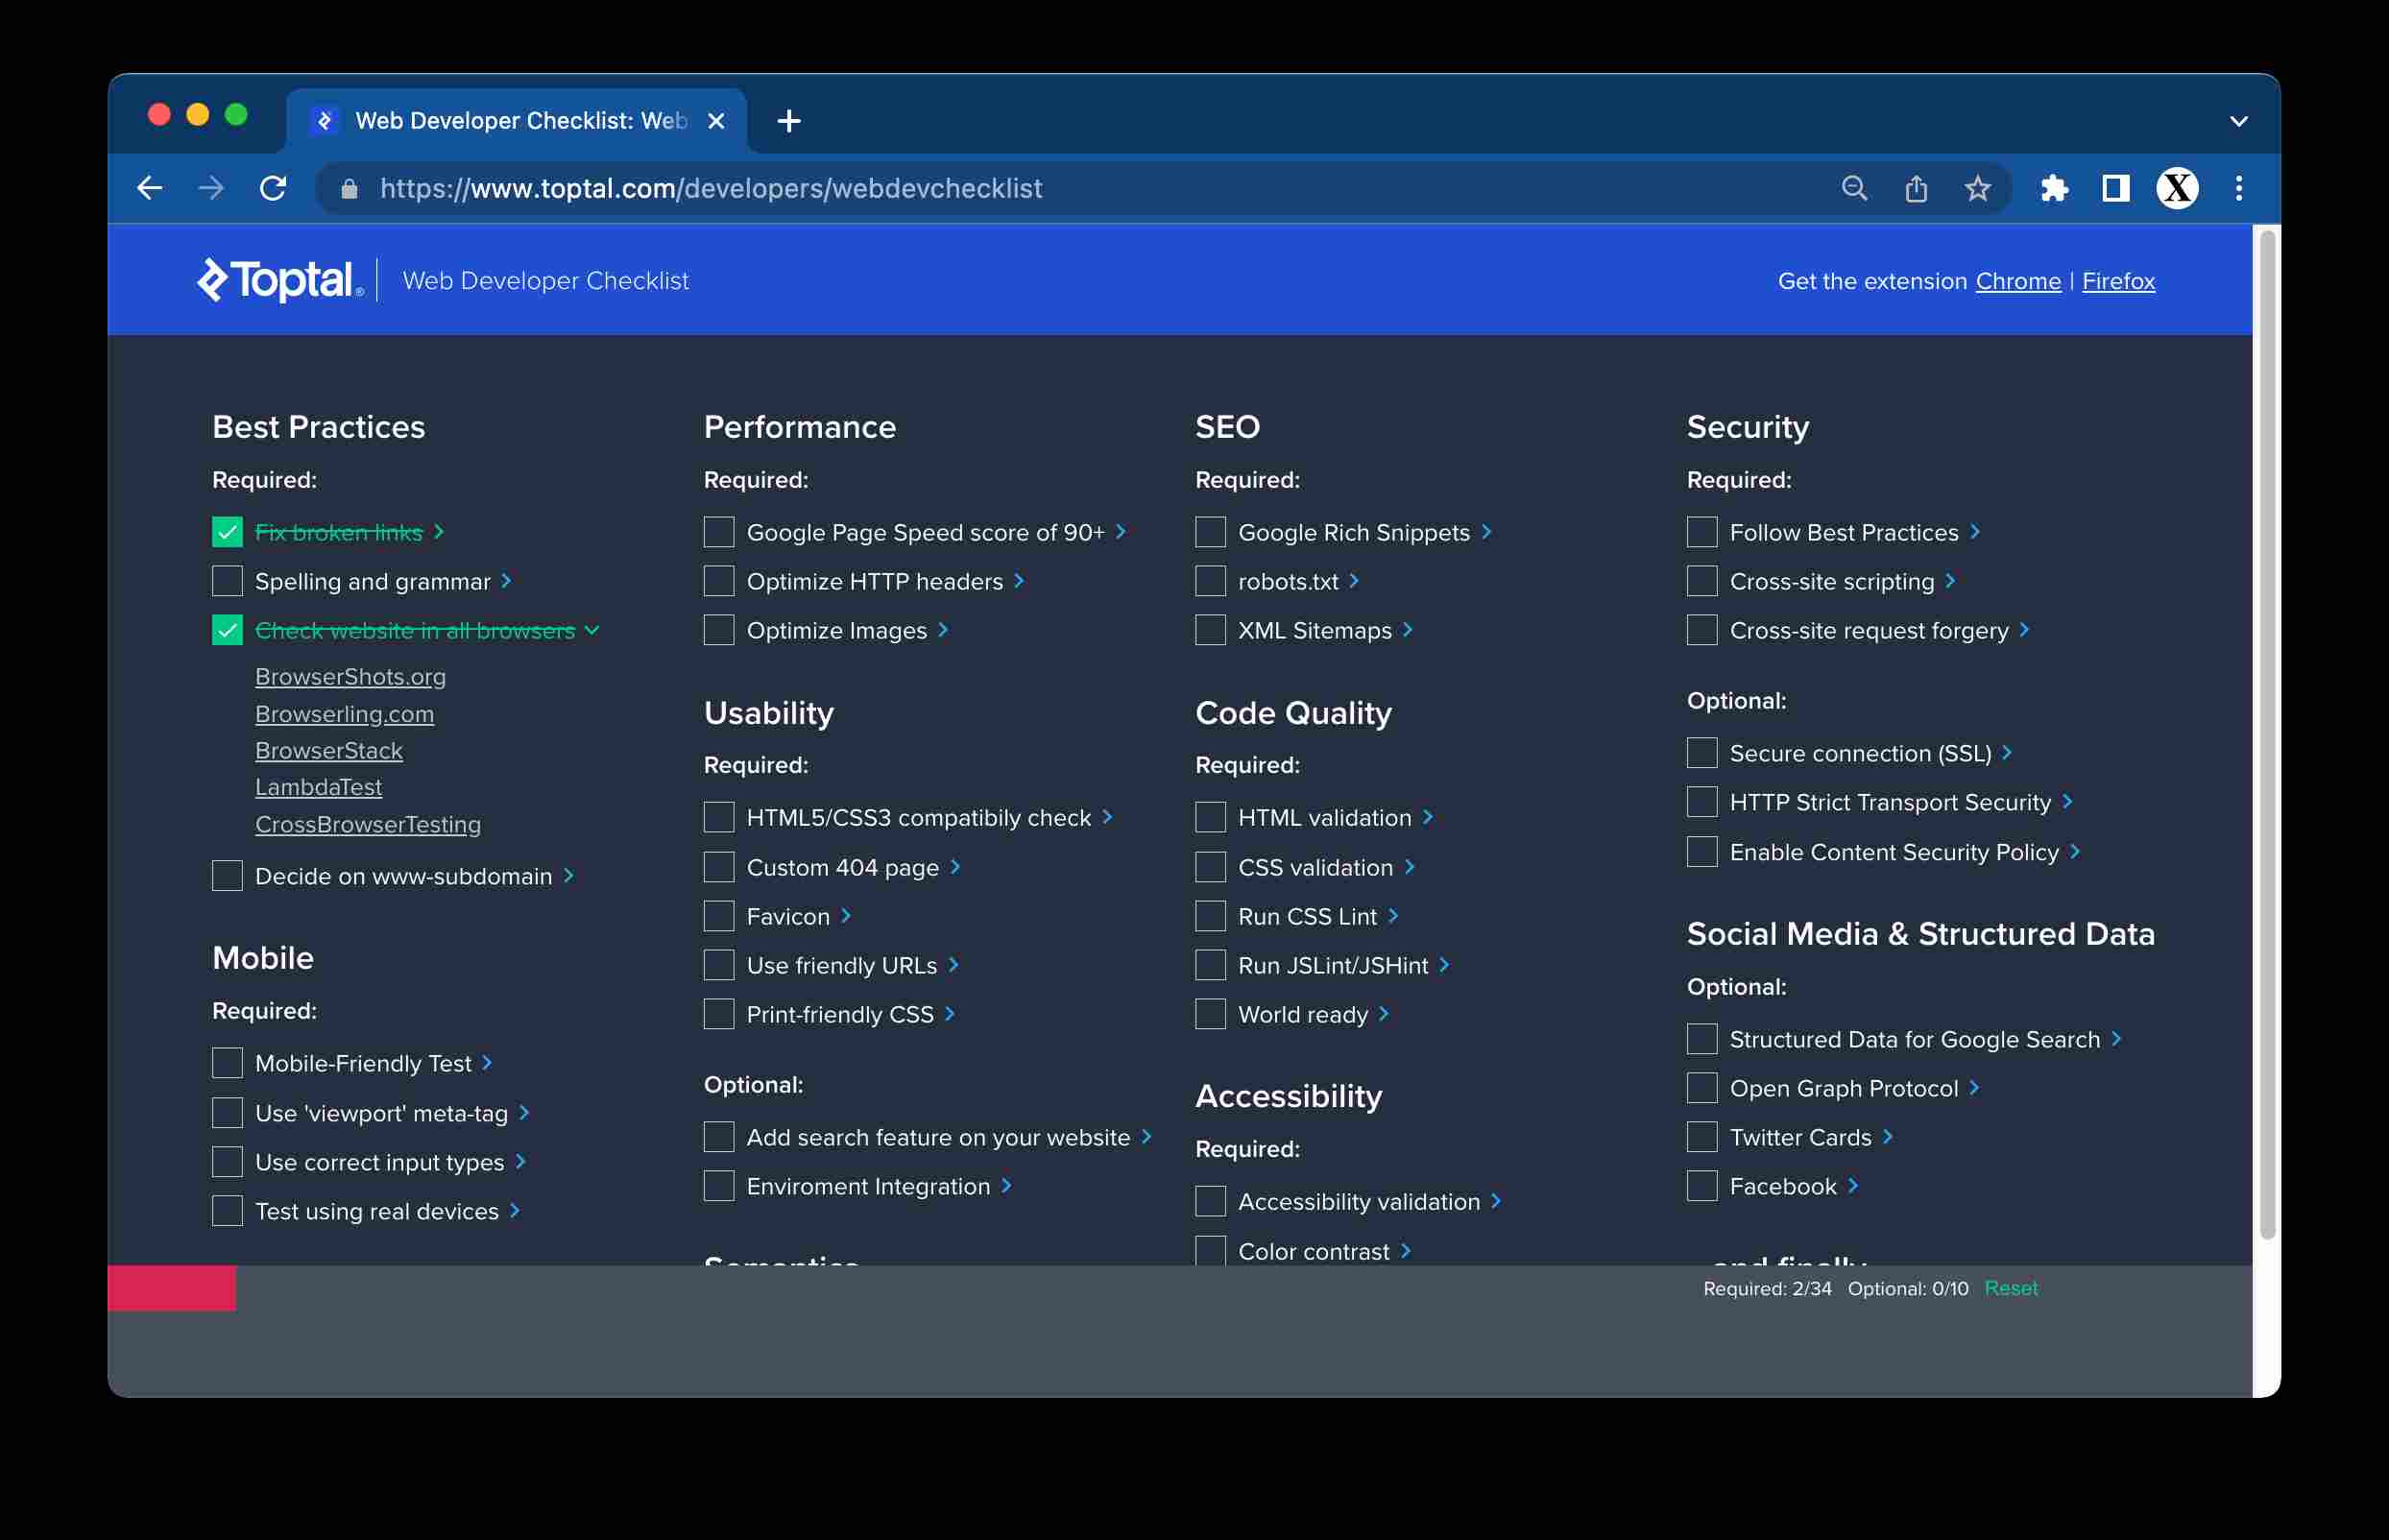 Web Developer Checklist: Web
https://www.toptal.com/developers/webdevchecklist
X
Toptal®
Web Developer Checklist
Get the extension Chrome | Firefox
Best Practices
Required:
Fix broken links
Spelling and grammar
Check website in all browsers
BrowserShots.org
Browserling.com
BrowserStack
LambdaTest
CrossBrowserTesting
Decide on www-subdomain
Mobile
Required:
Mobile-Friendly Test
Use 'viewport' meta-tag
Use correct input types
Test using real devices
Performance
Required:
Google Page Speed score of 90+
Optimize HTTP headers
Optimize Images
Usability
Required:
HTML5/CSS3 compatibily check
Custom 404 page
Favicon
Use friendly URLs
Print-friendly CSS
Optional:
Add search feature on your website
Enviroment Integration
Semantics
SEO
Required:
Google Rich Snippets
robots.txt
XML Sitemaps
Code Quality
Required:
HTML validation
CSS validation
Run CSS Lint
Run JSLint/JSHint
World ready
Accessibility
Required:
Accessibility validation
Color contrast
Security
Required:
Follow Best Practices
Cross-site scripting
Cross-site request forgery
Optional:
Secure connection (SSL)
HTTP Strict Transport Security
Enable Content Security Policy
Social Media & Structured Data
Optional:
Structured Data for Google Search
Open Graph Protocol
Twitter Cards
Facebook
and finally
Required: 2/34 Optional: 0/10 Reset